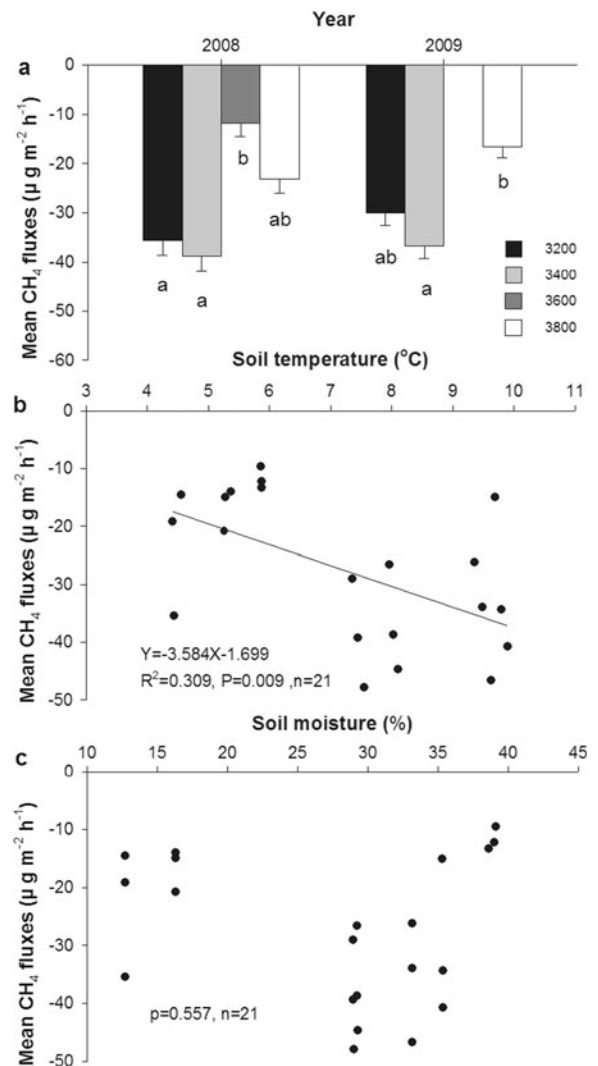 Year
2008 2009
a
0
-10
-20
-30
-40
-50
-60
Mean CH₄ fluxes (µ g m⁻² h⁻¹)
a a b ab ab a b
3200
3400
3600
3800
Soil temperature (°C)
3 4 5 6 7 8 9 10 11
b
0
-10
-20
-30
-40
-50
Mean CH₄ fluxes (µ g m⁻² h⁻¹)
Y=-3.584X-1.699
R²=0.309, P=0.009 ,n=21
Soil moisture (%)
10 15 20 25 30 35 40 45
c
0
-10
-20
-30
-40
-50
Mean CH₄ fluxes (µ g m⁻² h⁻¹)
p=0.557, n=21